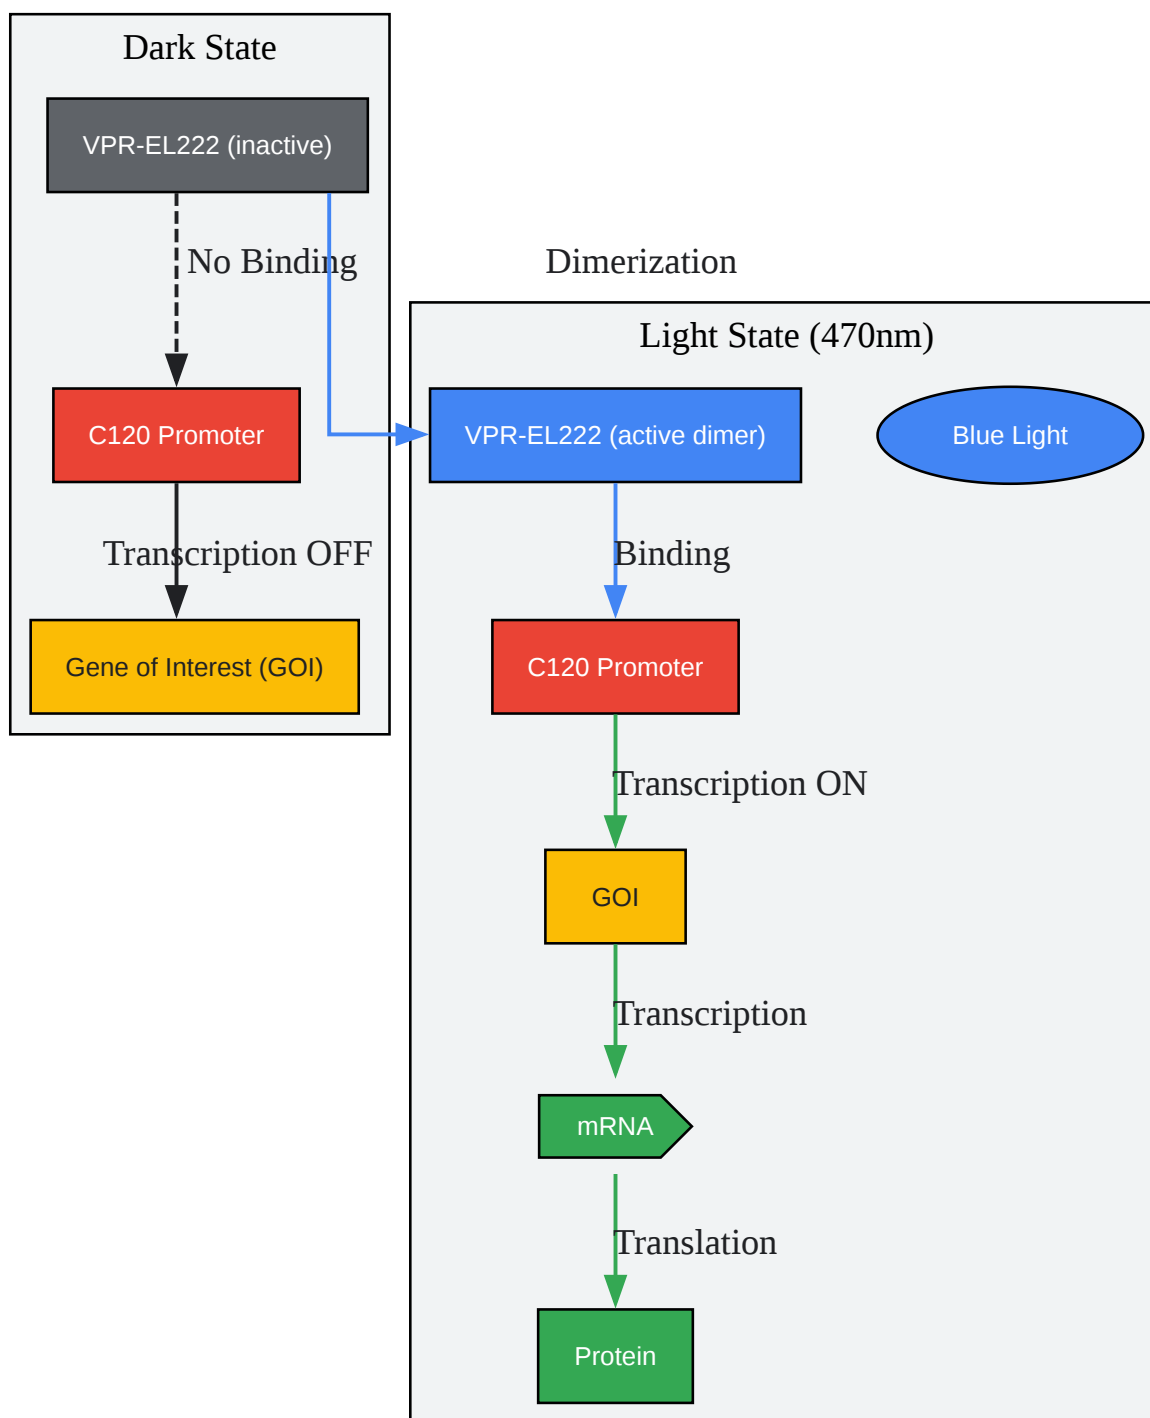 Dark State
VPR-EL222 (inactive)
No Binding
C120 Promoter
Transcription OFF
Gene of Interest (GOI)
Dimerization
Light State (470nm)
VPR-EL222 (active dimer)
Blue Light
Binding
C120 Promoter
Transcription ON
GOI
Transcription
mRNA
Translation
Protein